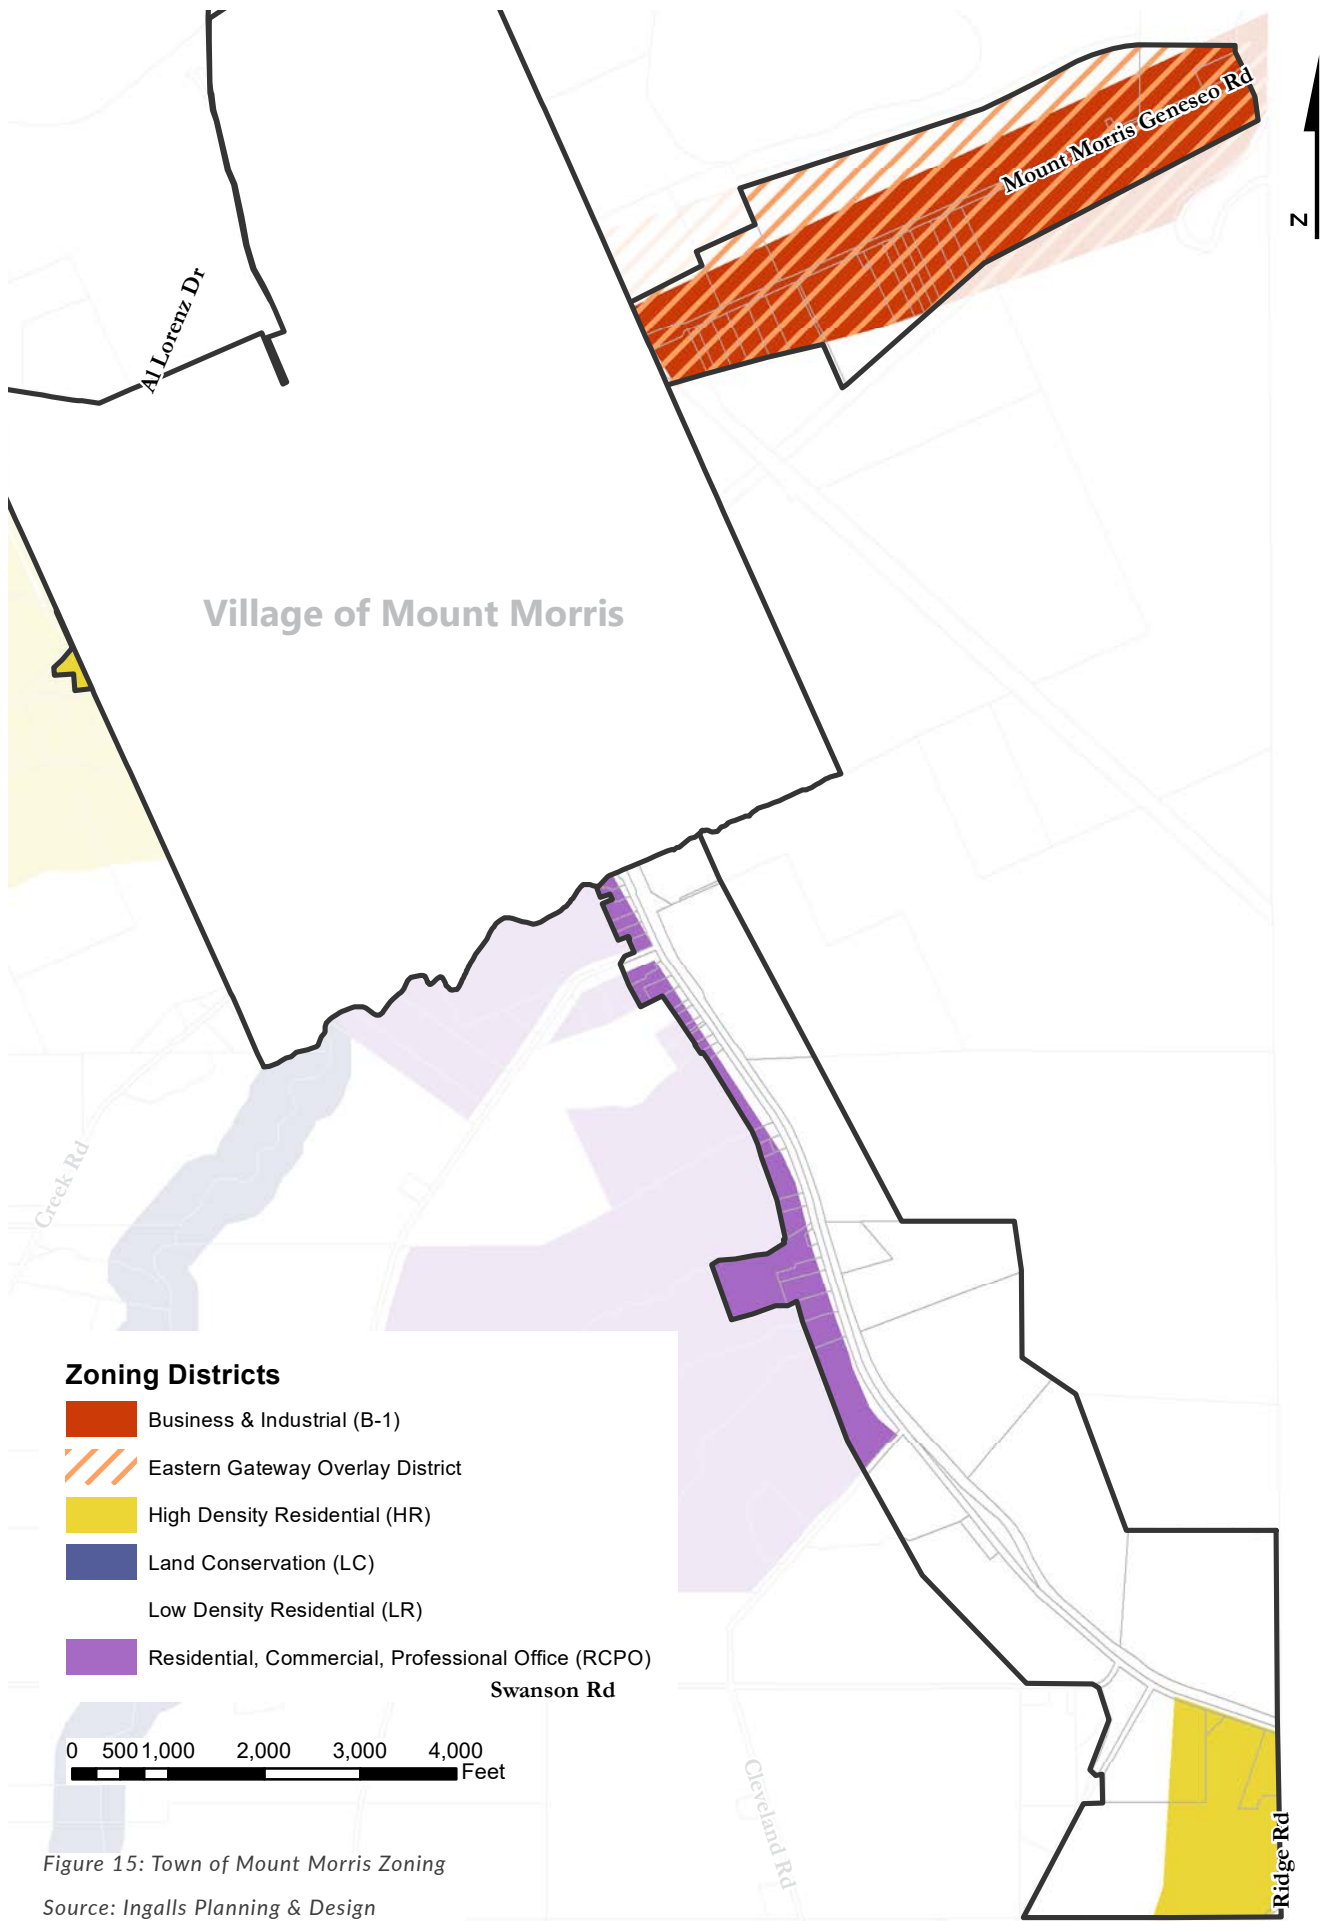 Mount Morris Geneseo Rd
N
Al Lorenz Dr
Village of Mount Morris
Creek Rd
Zoning Districts
Business & Industrial (B-1)
Eastern Gateway Overlay District
High Density Residential (HR)
Land Conservation (LC)
Low Density Residential (LR)
Residential, Commercial, Professional Office (RCPO)
Swanson Rd
0 500 1,000 2,000 3,000 4,000
Feet
Cleveland Rd
Ridge Rd
Figure 15: Town of Mount Morris Zoning
Source: Ingalls Planning & Design